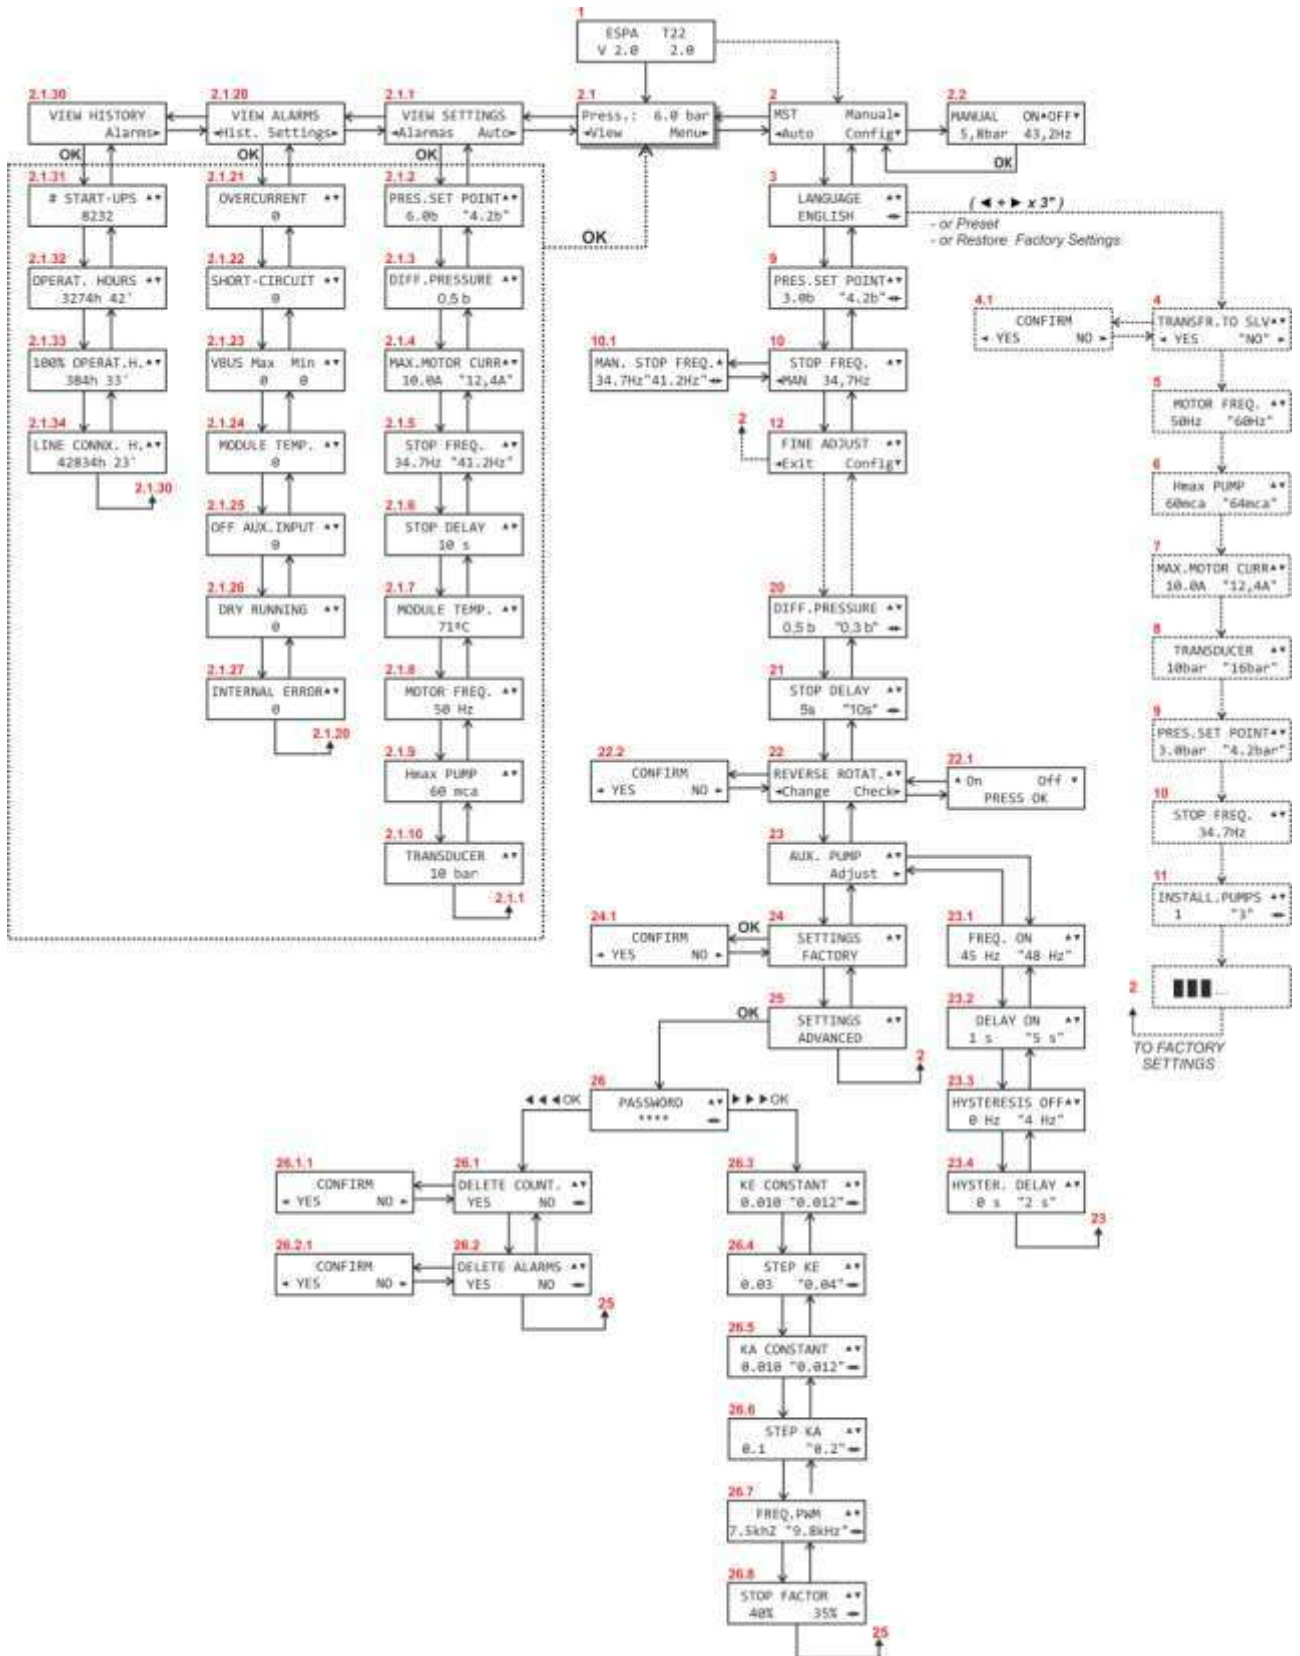 1
ESPA T22
V 2.0 2.0
2.1.30
VIEW HISTORY
Alarms►
2.1.20
VIEW ALARMS
◄Hist. Settings►
2.1.1
VIEW SETTINGS
◄Alarmas Auto►
2.1
Press.: 6.0 bar
◄View Menu►
2
MST Manual►
◄Auto Config▼
2.2
MANUAL ON▲OFF▼
5,8bar 43,2Hz
OK
OK
OK
OK
2.1.31
# START-UPS ▲▼
8232
2.1.32
OPERAT. HOURS ▲▼
3274h 42'
2.1.33
100% OPERAT.H.▲▼
384h 33'
2.1.34
LINE CONNX. H.▲▼
42834h 23'
2.1.30
2.1.21
OVERCURRENT ▲▼
0
2.1.22
SHORT-CIRCUIT ▲▼
0
2.1.23
VBUS Max Min ▲▼
0 0
2.1.24
MODULE TEMP. ▲▼
0
2.1.25
OFF AUX.INPUT ▲▼
0
2.1.26
DRY RUNNING ▲▼
0
2.1.27
INTERNAL ERROR▲▼
0
2.1.20
2.1.2
PRES.SET POINT▲▼
6.0b "4.2b"
2.1.3
DIFF.PRESSURE ▲▼
0,5 b
2.1.4
MAX.MOTOR CURR▲▼
10.0A "12,4A"
2.1.5
STOP FREQ. ▲▼
34.7Hz "41.2Hz"
2.1.6
STOP DELAY ▲▼
10 s
2.1.7
MODULE TEMP. ▲▼
71ºC
2.1.8
MOTOR FREQ. ▲▼
50 Hz
2.1.9
Hmax PUMP ▲▼
60 mca
2.1.10
TRANSDUCER ▲▼
10 bar
2.1.1
OK
3
LANGUAGE ▲▼
ENGLISH ◄►
( ◄ + ► x 3" )
- or Preset
- or Restore Factory Settings
9
PRES.SET POINT▲▼
3.0b "4.2b"◄►
10.1
MAN. STOP FREQ.▲
34.7Hz"41.2Hz"◄►
10
STOP FREQ. ▲▼
◄MAN 34,7Hz
2
12
FINE ADJUST ▲▼
◄Exit Config▼
20
DIFF.PRESSURE ▲▼
0,5 b "0,3 b" ◄►
21
STOP DELAY ▲▼
5s "10s" ◄►
22.2
CONFIRM
◄ YES NO ►
22
REVERSE ROTAT.▲▼
◄Change Check►
22.1
▲ On Off ▼
PRESS OK
23
AUX. PUMP ▲▼
Adjust ►
24.1
CONFIRM
◄ YES NO ►
OK
24
SETTINGS ▲▼
FACTORY
25
SETTINGS ▲▼
ADVANCED
OK
2
23.1
FREQ. ON ▲▼
45 Hz "48 Hz"
23.2
DELAY ON ▲▼
1 s "5 s"
23.3
HYSTERESIS OFF▲▼
0 Hz "4 Hz"
23.4
HYSTER. DELAY ▲▼
0 s "2 s"
23
4.1
CONFIRM
◄ YES NO ►
4
TRANSFR.TO SLV▲▼
◄ YES "NO" ►
5
MOTOR FREQ. ▲▼
50Hz "60Hz"
6
Hmax PUMP ▲▼
60mca "64mca"
7
MAX.MOTOR CURR▲▼
10.0A "12,4A"
8
TRANSDUCER ▲▼
10bar "16bar"
9
PRES.SET POINT▲▼
3.0bar "4.2bar"
10
STOP FREQ. ▲▼
34.7Hz
11
INSTALL.PUMPS ▲▼
1 "3" ◄►
...
2
TO FACTORY
SETTINGS
26
PASSWORD ▲▼
**** ◄►
◄◄◄OK
►►►OK
26.1.1
CONFIRM
◄ YES NO ►
26.1
DELETE COUNT.▲▼
YES NO ◄►
26.2.1
CONFIRM
◄ YES NO ►
26.2
DELETE ALARMS ▲▼
YES NO ◄►
25
26.3
KE CONSTANT ▲▼
0.010 "0.012"◄►
26.4
STEP KE ▲▼
0.03 "0.04"◄►
26.5
KA CONSTANT ▲▼
0.010 "0.012"◄►
26.6
STEP KA ▲▼
0.1 "0.2"◄►
26.7
FREQ.PWM ▲▼
7.5khZ "9.8kHz"◄►
26.8
STOP FACTOR ▲▼
40% 35% ◄►
25